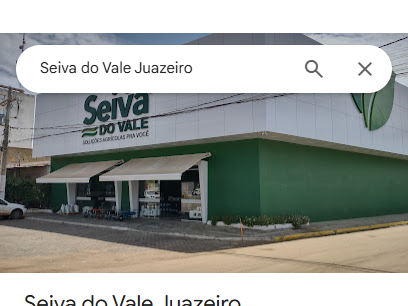 Seiva do Vale Juazeiro
Seiva
DO VALE
SOLUÇÕES AGRÍCOLAS PRA VOCÊ
Seiva do Vale Juazeiro